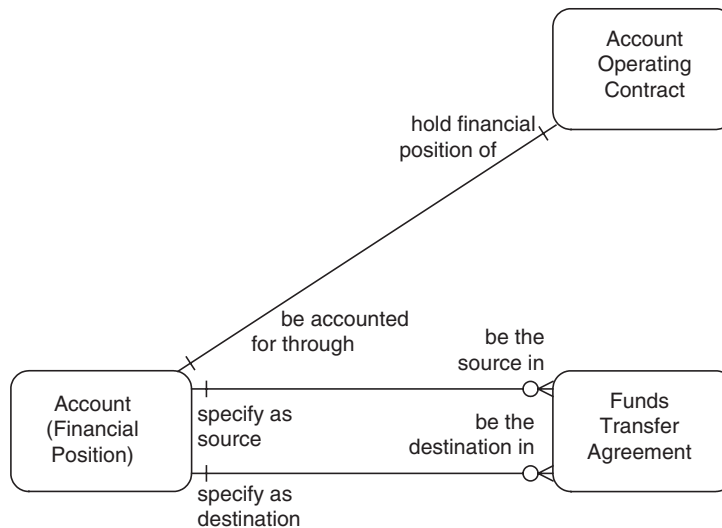 Account
Operating
Contract
hold financial
position of
be accounted
for through
be the
source in
Account
(Financial
Position)
specify as
source
be the
destination in
Funds
Transfer
Agreement
specify as
destination